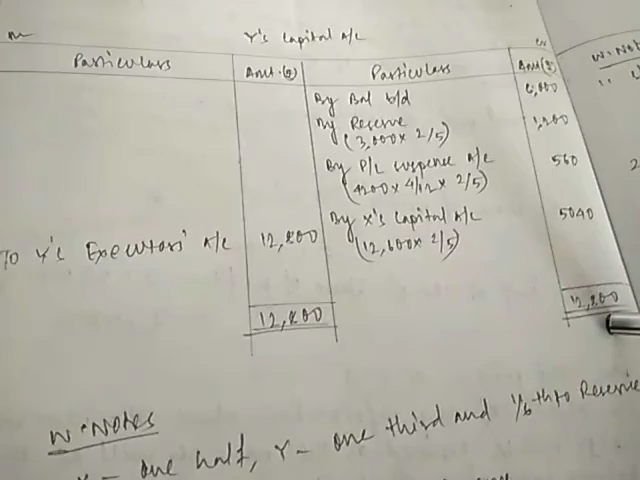 Y's Capital A/c
Particulars Amt.(₹) Particulars Amt(₹)
By Bal b/d 6,000
By Reserve 1,200
(3,000 x 2/5)
By P/L suspense A/c 560
(4200 x 4/12 x 2/5)
By X's Capital A/c 5040
(12,600 x 2/5)
To Y's Executors' A/c 12,800
12,800 12,800
W.Notes
W.Notes
X - one half, Y - one third and 1/6th to Reserve